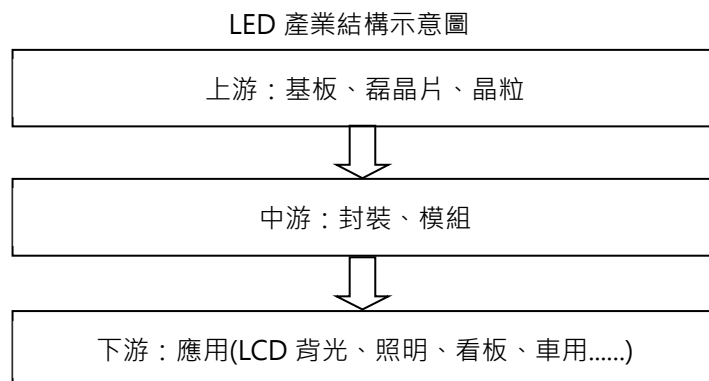 LED 產業結構示意圖
上游：基板、磊晶片、晶粒
中游：封裝、模組
下游：應用(LCD 背光、照明、看板、車用......)